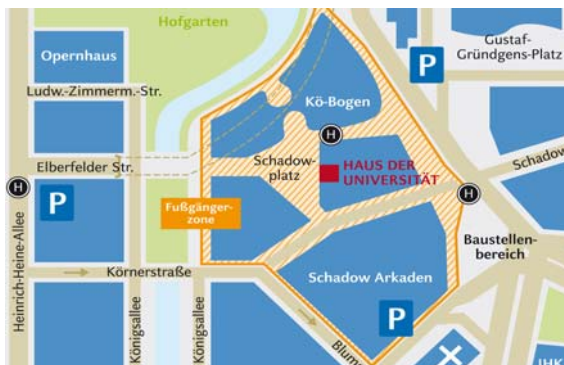 Hofgarten
Opernhaus
P
Gustaf-
Gründgens-Platz
Ludw.-Zimmerm.-Str.
Kö-Bogen
H
Elberfelder Str.
Schadow-
platz
HAUS DER
UNIVERSITÄT
Schadow
H
P
H
Fußgänger-
zone
Baustellen-
bereich
Heinrich-Heine-Allee
Körnerstraße
Schadow Arkaden
Königsallee
Königsallee
P
Blume
IHK